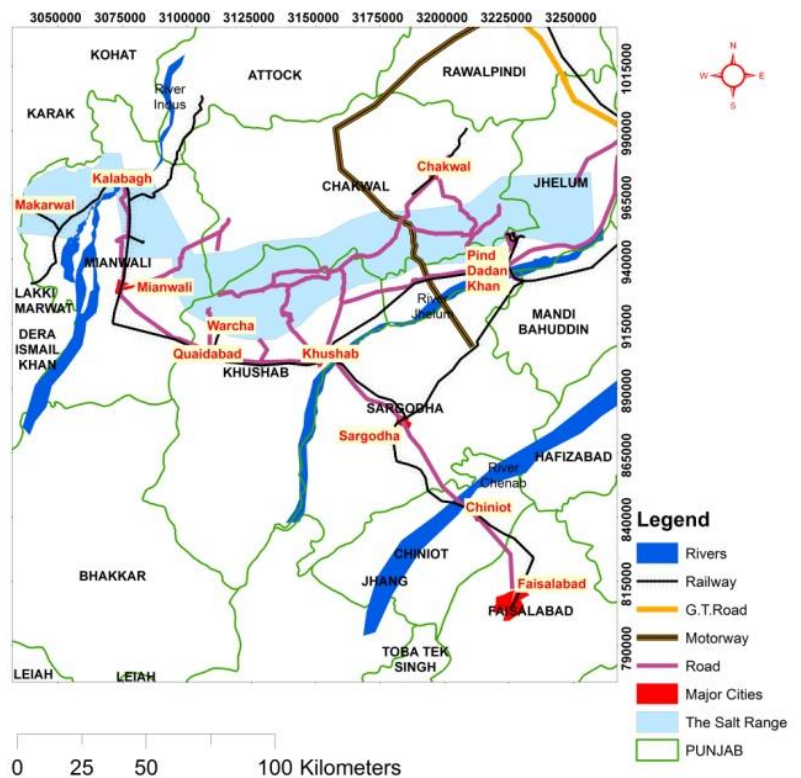 3050000 3075000 3100000 3125000 3150000 3175000 3200000 3225000 3250000
N
W
E
S
1015000
990000
965000
940000
915000
890000
865000
840000
815000
790000
KOHAT
ATTOCK
RAWALPINDI
River
Indus
KARAK
Kalabagh
Chakwal
CHAKWAL
JHELUM
Makarwal
MIANWALI
Mianwali
Pind
Dadan
Khan
LAKKI
MARWAT
River
Jhelum
MANDI
BAHUDDIN
DERA
ISMAIL
KHAN
Warcha
Quaidabad
Khushab
KHUSHAB
SARGODHA
Sargodha
HAFIZABAD
River
Chenab
Chiniot
CHINIOT
JHANG
BHAKKAR
Faisalabad
FAISALABAD
TOBA TEK
SINGH
LEIAH
LEIAH
Legend
Rivers
Railway
G.T.Road
Motorway
Road
Major Cities
The Salt Range
PUNJAB
0 25 50 100 Kilometers